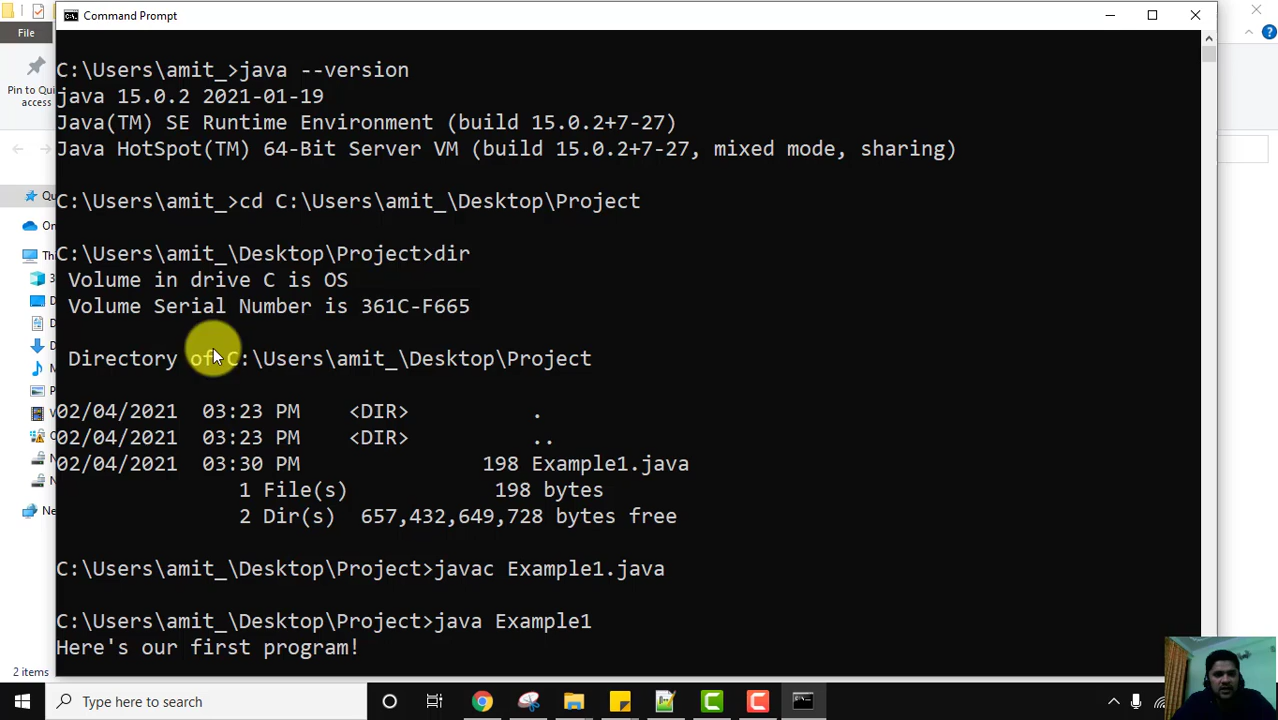 Command Prompt
File
Pin to Quic
access
C:\Users\amit_>java --version
java 15.0.2 2021-01-19
Java(TM) SE Runtime Environment (build 15.0.2+7-27)
Java HotSpot(TM) 64-Bit Server VM (build 15.0.2+7-27, mixed mode, sharing)
C:\Users\amit_>cd C:\Users\amit_\Desktop\Project
C:\Users\amit_\Desktop\Project>dir
Volume in drive C is OS
Volume Serial Number is 361C-F665
Directory of C:\Users\amit_\Desktop\Project
02/04/2021 03:23 PM <DIR> .
02/04/2021 03:23 PM <DIR> ..
02/04/2021 03:30 PM 198 Example1.java
1 File(s) 198 bytes
2 Dir(s) 657,432,649,728 bytes free
C:\Users\amit_\Desktop\Project>javac Example1.java
C:\Users\amit_\Desktop\Project>java Example1
Here's our first program!
2 items
Type here to search